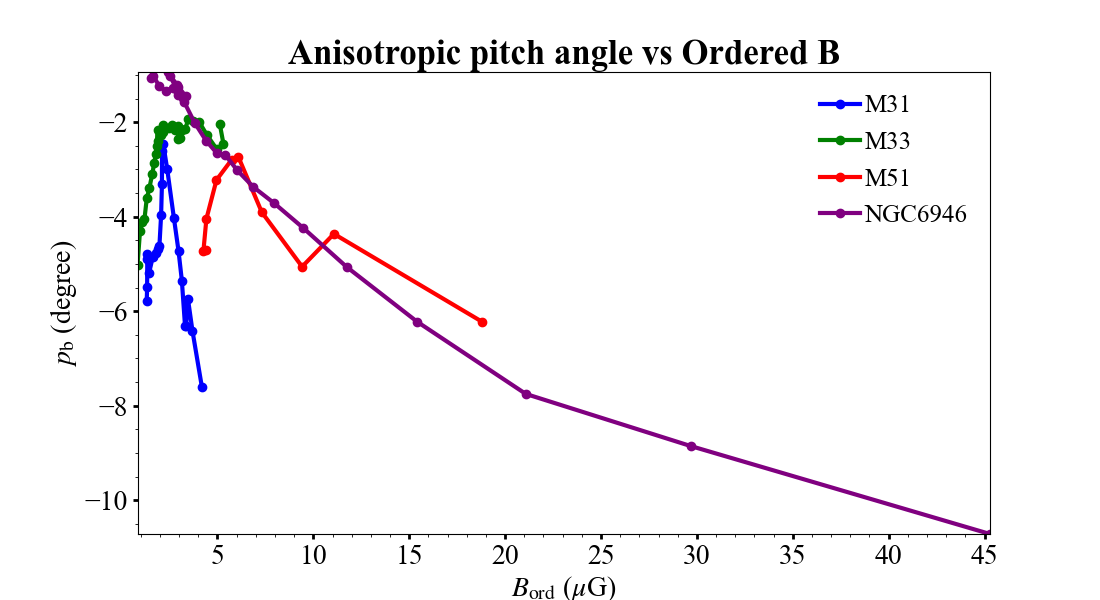 Anisotropic pitch angle vs Ordered B
M31
M33
M51
NGC6946
p_b (degree)
−2
−4
−6
−8
−10
5 10 15 20 25 30 35 40 45
B_ord (μG)